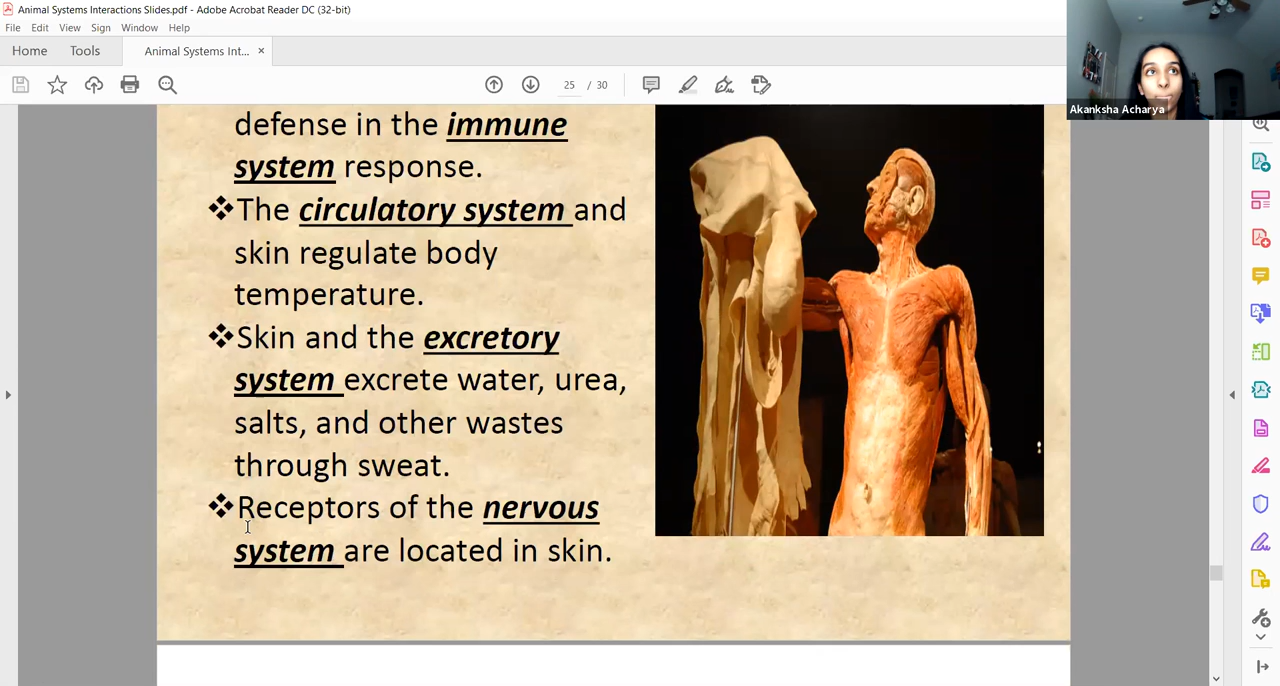 Animal Systems Interactions Slides.pdf - Adobe Acrobat Reader DC (32-bit)
File Edit View Sign Window Help
Home Tools Animal Systems Int... ×
25 / 30
Akanksha Acharya
defense in the immune
system response.
❖The circulatory system and
skin regulate body
temperature.
❖Skin and the excretory
system excrete water, urea,
salts, and other wastes
through sweat.
❖Receptors of the nervous
system are located in skin.